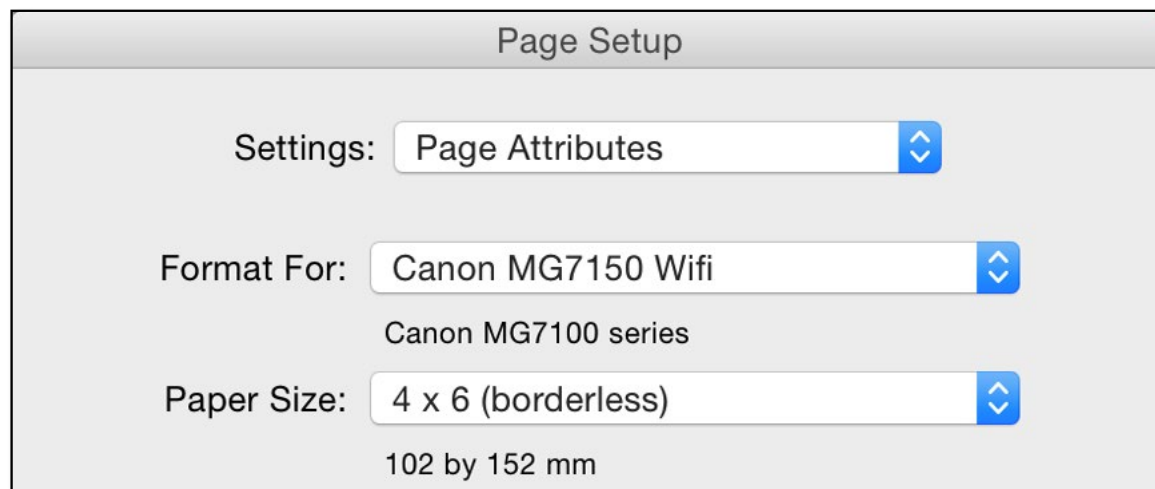 Page Setup
Settings: Page Attributes
Format For: Canon MG7150 Wifi
Canon MG7100 series
Paper Size: 4 x 6 (borderless)
102 by 152 mm